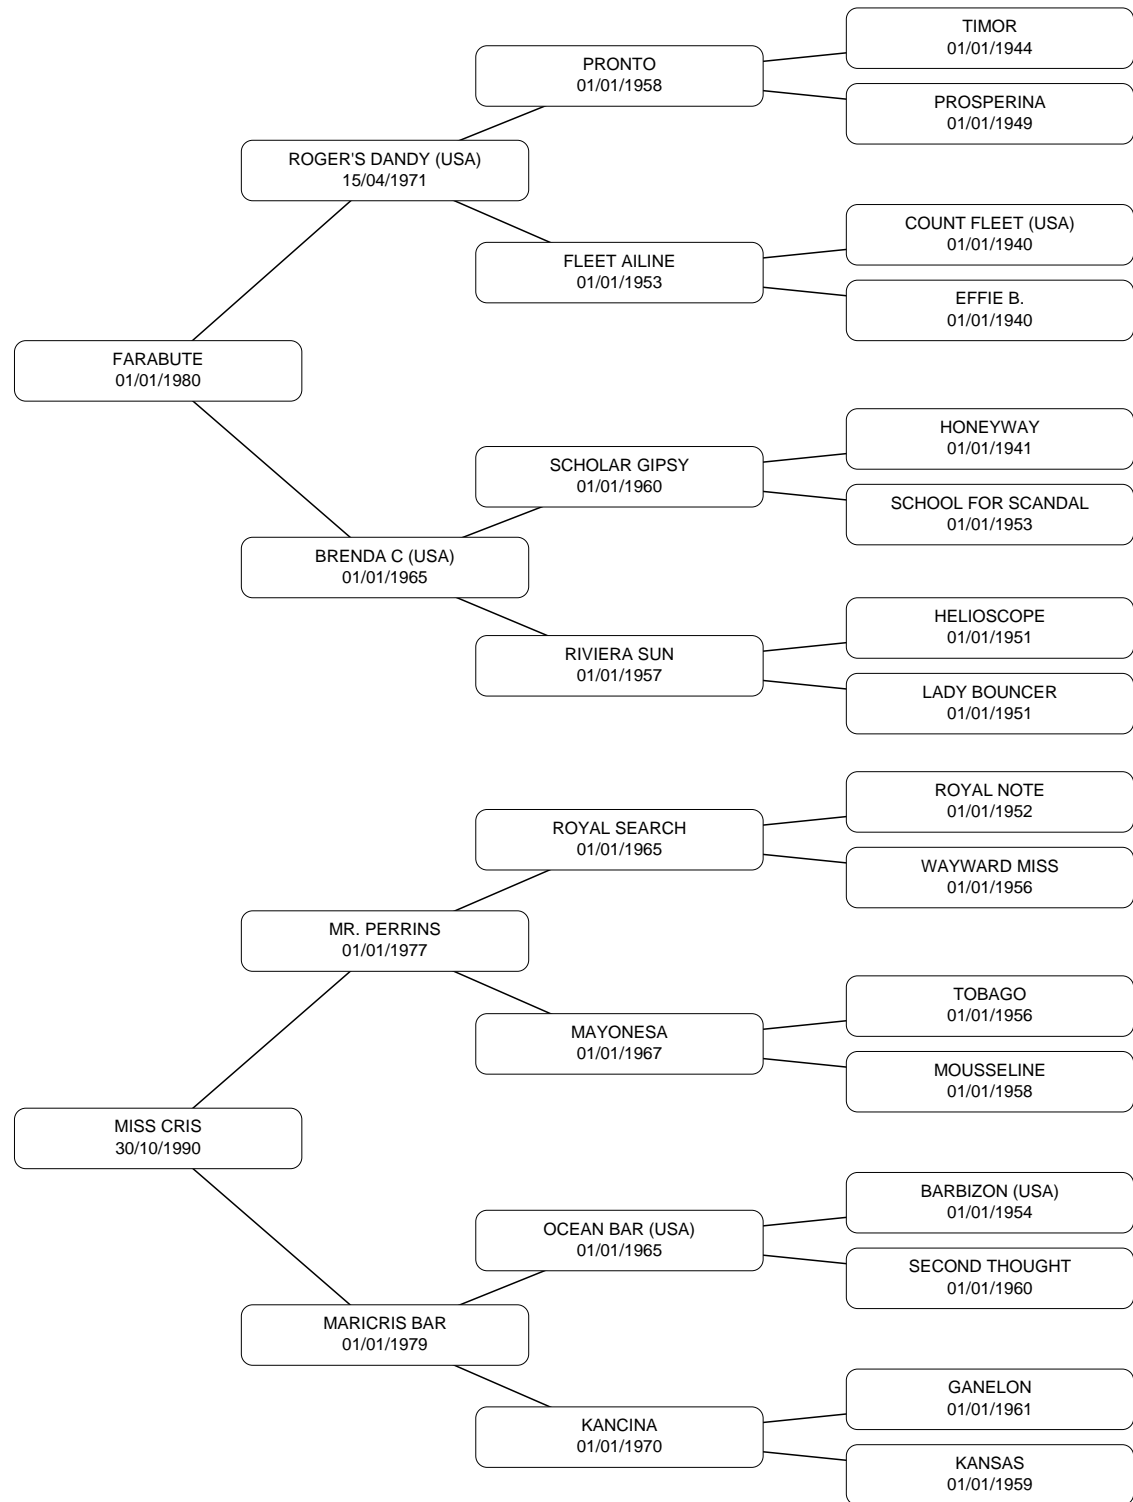 TIMOR
01/01/1944
PRONTO
01/01/1958
PROSPERINA
01/01/1949
ROGER'S DANDY (USA)
15/04/1971
COUNT FLEET (USA)
01/01/1940
FLEET AILINE
01/01/1953
EFFIE B.
01/01/1940
FARABUTE
01/01/1980
HONEYWAY
01/01/1941
SCHOLAR GIPSY
01/01/1960
SCHOOL FOR SCANDAL
01/01/1953
BRENDA C (USA)
01/01/1965
HELIOSCOPE
01/01/1951
RIVIERA SUN
01/01/1957
LADY BOUNCER
01/01/1951
ROYAL NOTE
01/01/1952
ROYAL SEARCH
01/01/1965
WAYWARD MISS
01/01/1956
MR. PERRINS
01/01/1977
TOBAGO
01/01/1956
MAYONESA
01/01/1967
MOUSSELINE
01/01/1958
MISS CRIS
30/10/1990
BARBIZON (USA)
01/01/1954
OCEAN BAR (USA)
01/01/1965
SECOND THOUGHT
01/01/1960
MARICRIS BAR
01/01/1979
GANELON
01/01/1961
KANCINA
01/01/1970
KANSAS
01/01/1959